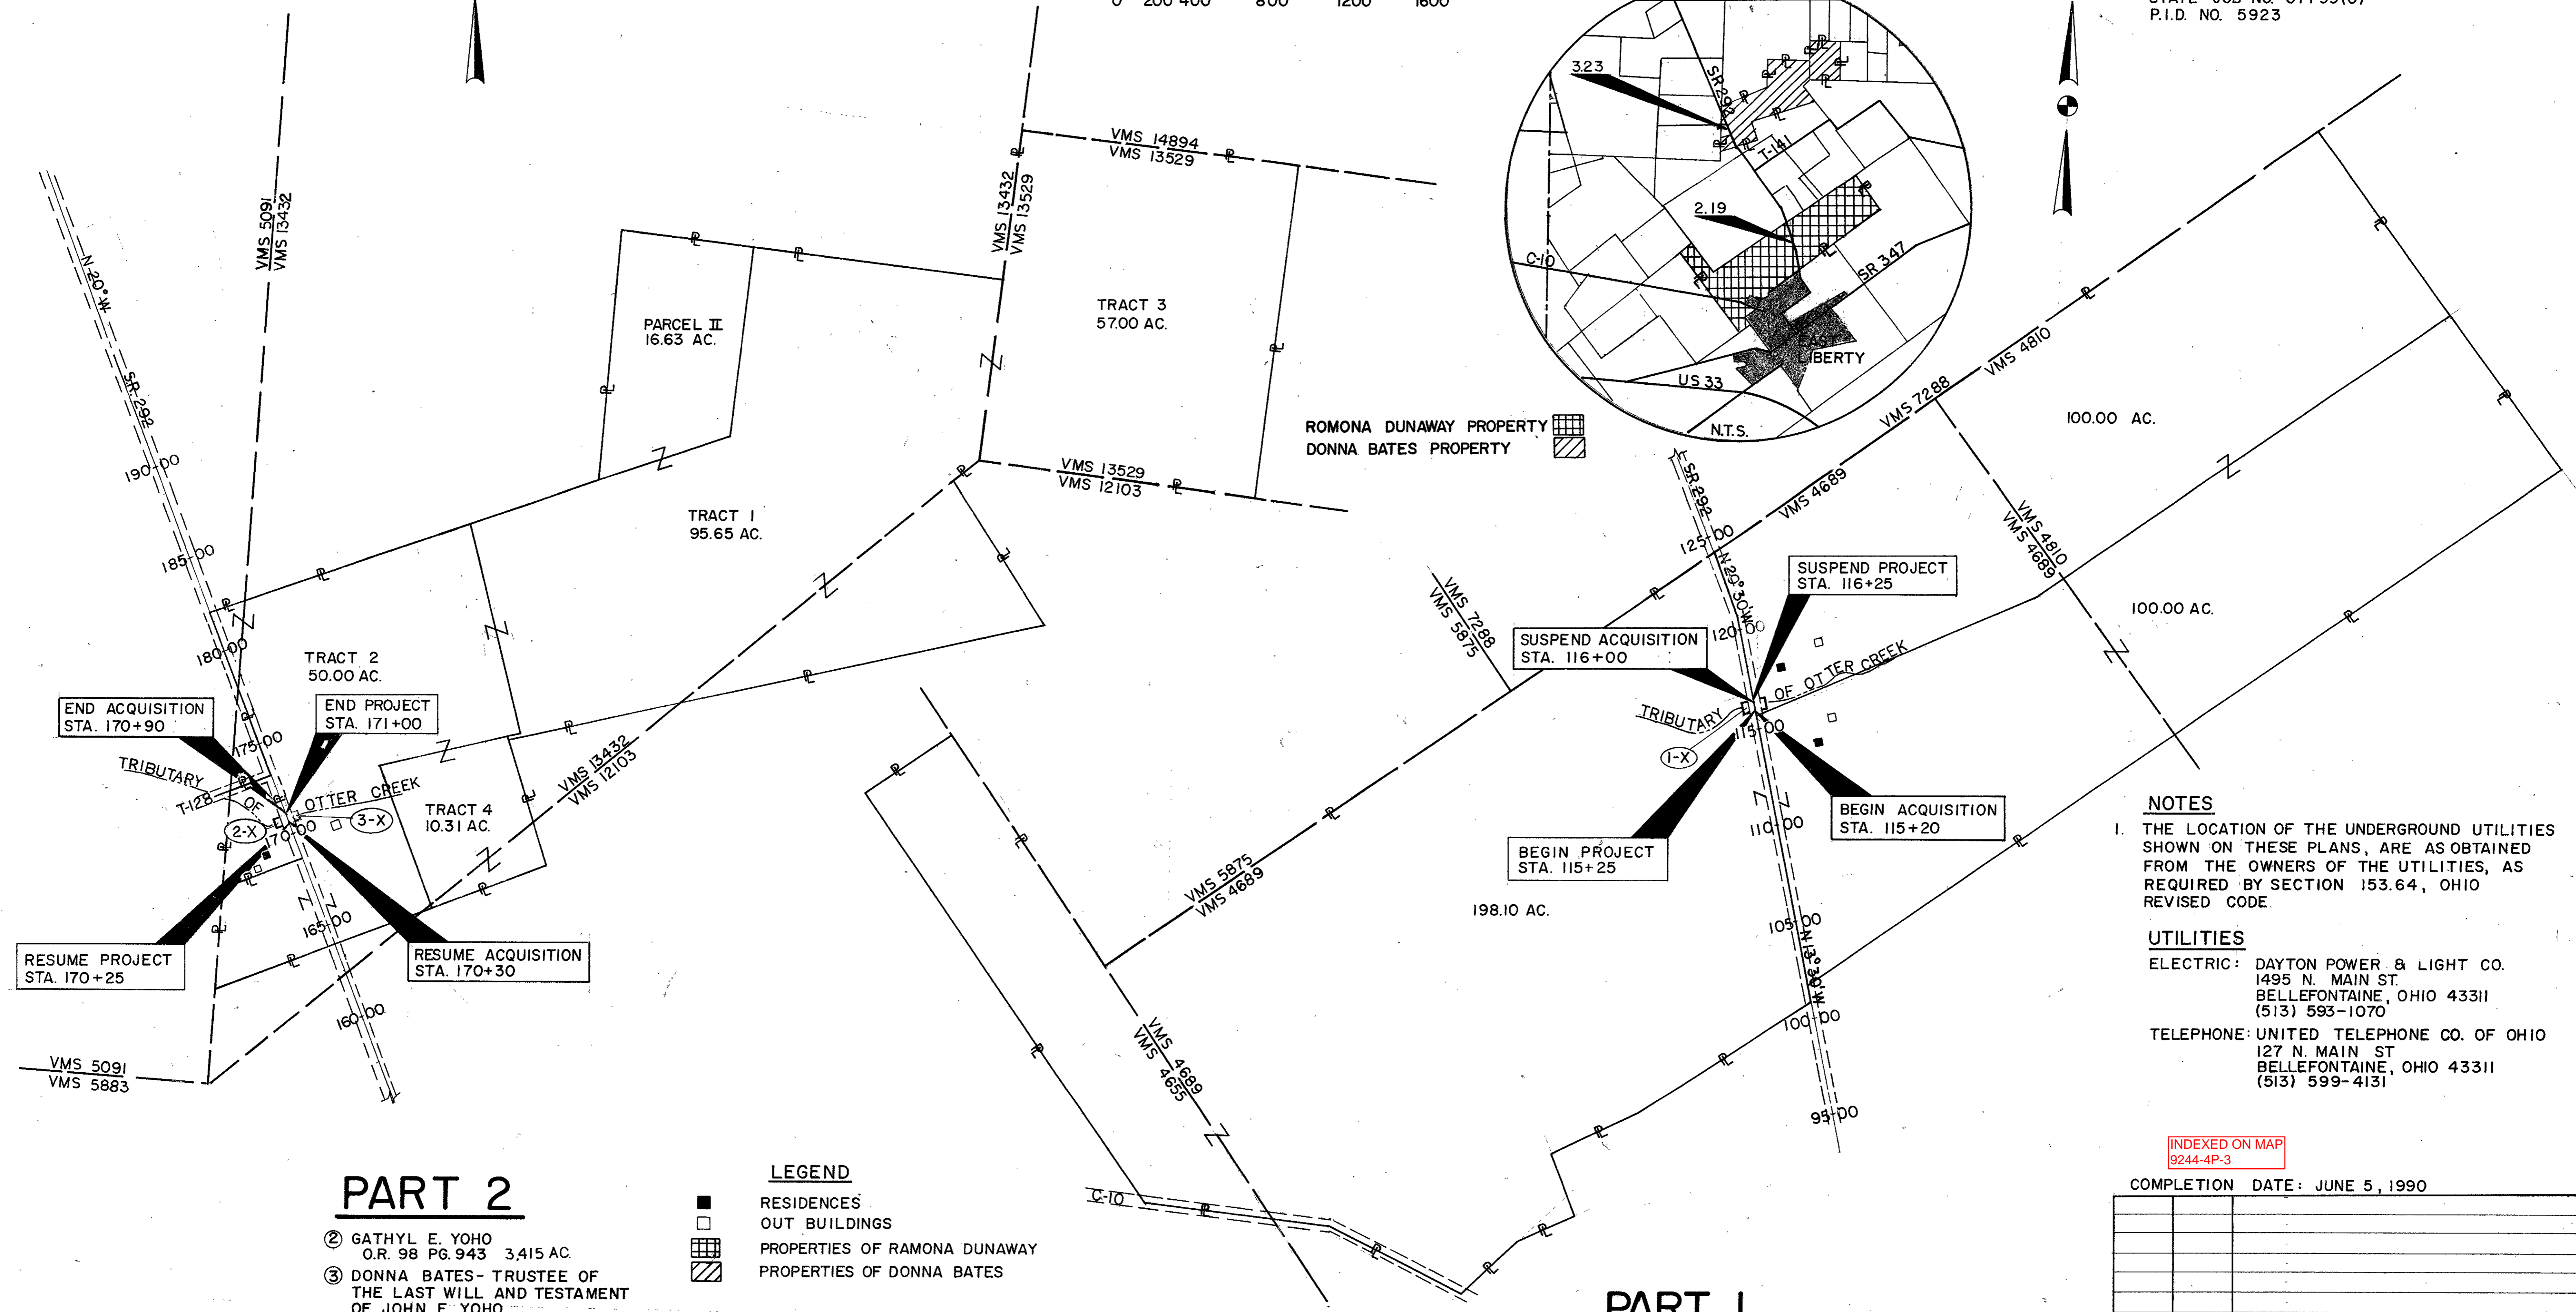 0 200 400 800 1200 1600
P.I.D. NO. 5923
VMS 5091
VMS 13432
N 20° W
SR 292
190+00
185+00
180+00
175+00
170+00
165+00
160+00
PARCEL II
16.63 AC.
VMS 13432
VMS 13529
VMS 14894
VMS 13529
TRACT 3
57.00 AC.
VMS 13529
VMS 12103
TRACT 1
95.65 AC.
TRACT 2
50.00 AC.
END ACQUISITION
STA. 170+90
END PROJECT
STA. 171+00
TRIBUTARY
OF
OTTER CREEK
T-128
2-X
3-X
TRACT 4
10.31 AC.
VMS 13432
VMS 12103
RESUME PROJECT
STA. 170+25
RESUME ACQUISITION
STA. 170+30
VMS 5091
VMS 5883
3.23
SR 292
T-141
2.19
C-10
SR 347
EAST
LIBERTY
US 33
N.T.S.
ROMONA DUNAWAY PROPERTY
DONNA BATES PROPERTY
VMS 7288
VMS 4810
VMS 4689
100.00 AC.
VMS 4810
VMS 4689
100.00 AC.
SR 292
125+00
N 29° 30' W
120+00
115+00
110+00
105+00
N 13° 30' W
100+00
95+00
SUSPEND PROJECT
STA. 116+25
SUSPEND ACQUISITION
STA. 116+00
TRIBUTARY
OF OTTER CREEK
1-X
BEGIN PROJECT
STA. 115+25
BEGIN ACQUISITION
STA. 115+20
VMS 7288
VMS 5875
VMS 5875
VMS 4689
198.10 AC.
VMS 4689
VMS 4655
C-10
NOTES
1. THE LOCATION OF THE UNDERGROUND UTILITIES
SHOWN ON THESE PLANS, ARE AS OBTAINED
FROM THE OWNERS OF THE UTILITIES, AS
REQUIRED BY SECTION 153.64, OHIO
REVISED CODE.
UTILITIES
ELECTRIC: DAYTON POWER & LIGHT CO.
1495 N. MAIN ST.
BELLEFONTAINE, OHIO 43311
(513) 593-1070
TELEPHONE: UNITED TELEPHONE CO. OF OHIO
127 N. MAIN ST
BELLEFONTAINE, OHIO 43311
(513) 599-4131
INDEXED ON MAP
9244-4P-3
COMPLETION DATE: JUNE 5, 1990
PART 2
② GATHYL E. YOHO
O.R. 98 PG. 943 3,415 AC.
③ DONNA BATES- TRUSTEE OF
THE LAST WILL AND TESTAMENT
OF JOHN F. YOHO
LEGEND
RESIDENCES
OUT BUILDINGS
PROPERTIES OF RAMONA DUNAWAY
PROPERTIES OF DONNA BATES
PART 1